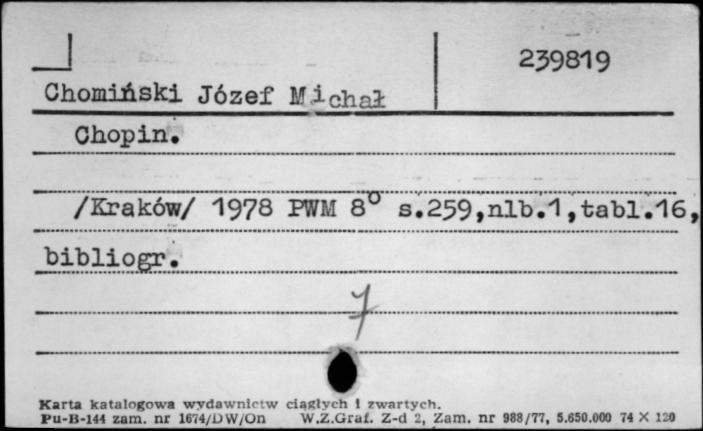 239819
Chomiński Józef Michał
Chopin.
/Kraków/ 1978 PWM 8° s.259,nlb.1,tabl.16,
bibliogr.
7
Karta katalogowa wydawnictw ciągłych i zwartych.
Pu-B-144 zam. nr 1674/DW/On W.Z.Graf. Z-d 2, Zam. nr 988/77, 5.650.000 74 X 120